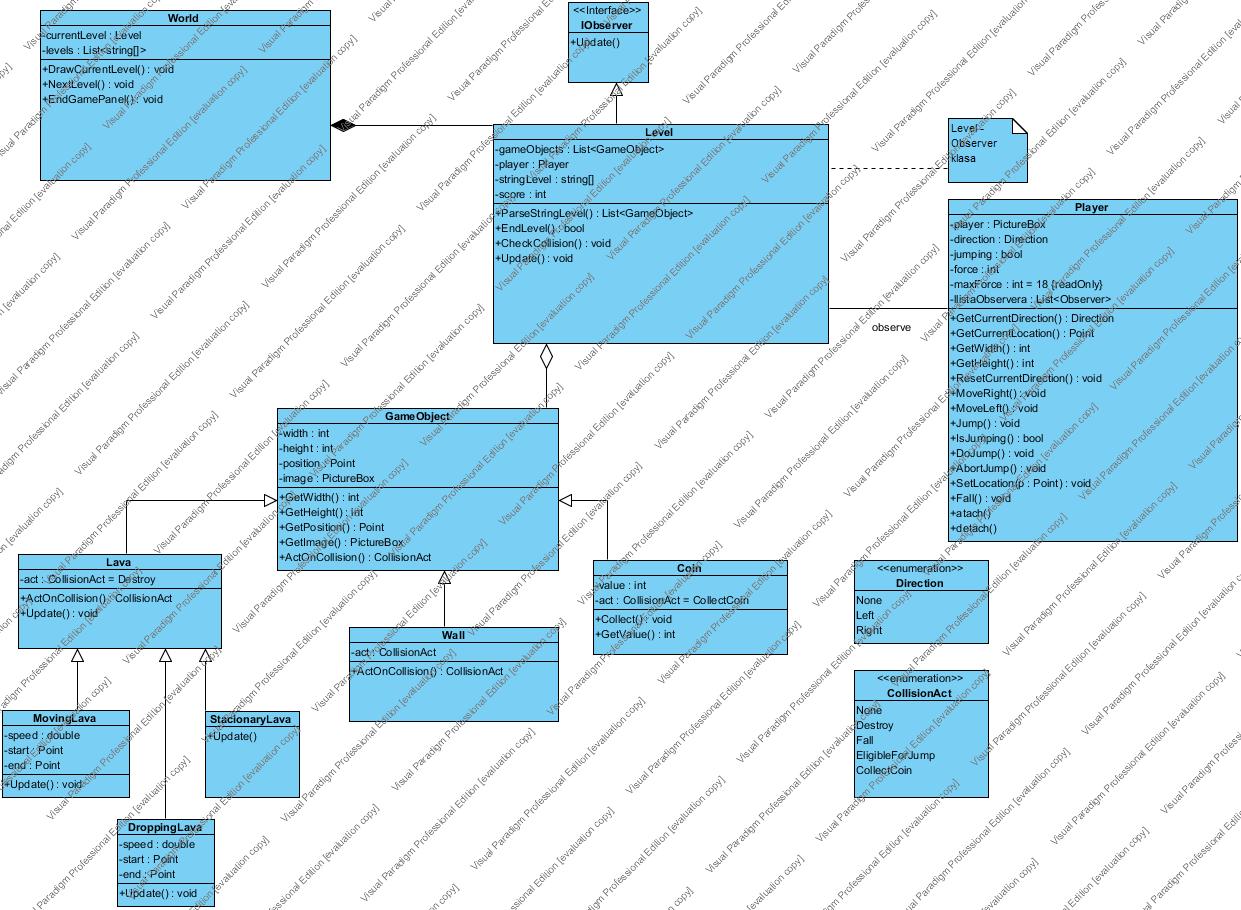 World
-currentLevel : Level
-levels : List<string[]>
+DrawCurrentLevel() : void
+NextLevel() : void
+EndGamePanel() : void
<<Interface>>
IObserver
+Update()
Level
-gameObjects : List<GameObject>
-player : Player
-stringLevel : string[]
-score : int
+ParseStringLevel() : List<GameObject>
+EndLevel() : bool
+CheckCollision() : void
+Update() : void
Level -
Observer
klasa
observe
Player
-player : PictureBox
-direction : Direction
-jumping : bool
-force : int
-maxForce : int = 18 {readOnly}
-llistaObservera : List<Observer>
+GetCurrentDirection() : Direction
+GetCurrentLocation() : Point
+GetWidth() : int
+GetHeight() : int
+ResetCurrentDirection() : void
+MoveRight() : void
+MoveLeft() : void
+Jump() : void
+IsJumping() : bool
+DoJump() : void
+AbortJump() : void
+SetLocation(p : Point) : void
+Fall() : void
+atach()
+detach()
GameObject
-width : int
-height : int
-position : Point
-image : PictureBox
+GetWidth() : int
+GetHeight() : int
+GetPosition() : Point
+GetImage() : PictureBox
+ActOnCollision() : CollisionAct
Lava
-act : CollisionAct = Destroy
+ActOnCollision() : CollisionAct
+Update() : void
Wall
-act : CollisionAct
+ActOnCollision() : CollisionAct
Coin
-value : int
-act : CollisionAct = CollectCoin
+Collect() : void
+GetValue() : int
<<enumeration>>
Direction
None
Left
Right
<<enumeration>>
CollisionAct
None
Destroy
Fall
EligibleForJump
CollectCoin
MovingLava
-speed : double
-start : Point
-end : Point
+Update() : void
StacionaryLava
+Update()
DroppingLava
-speed : double
-start : Point
-end : Point
+Update() : void
Visual Paradigm Professional Edition [evaluation copy]